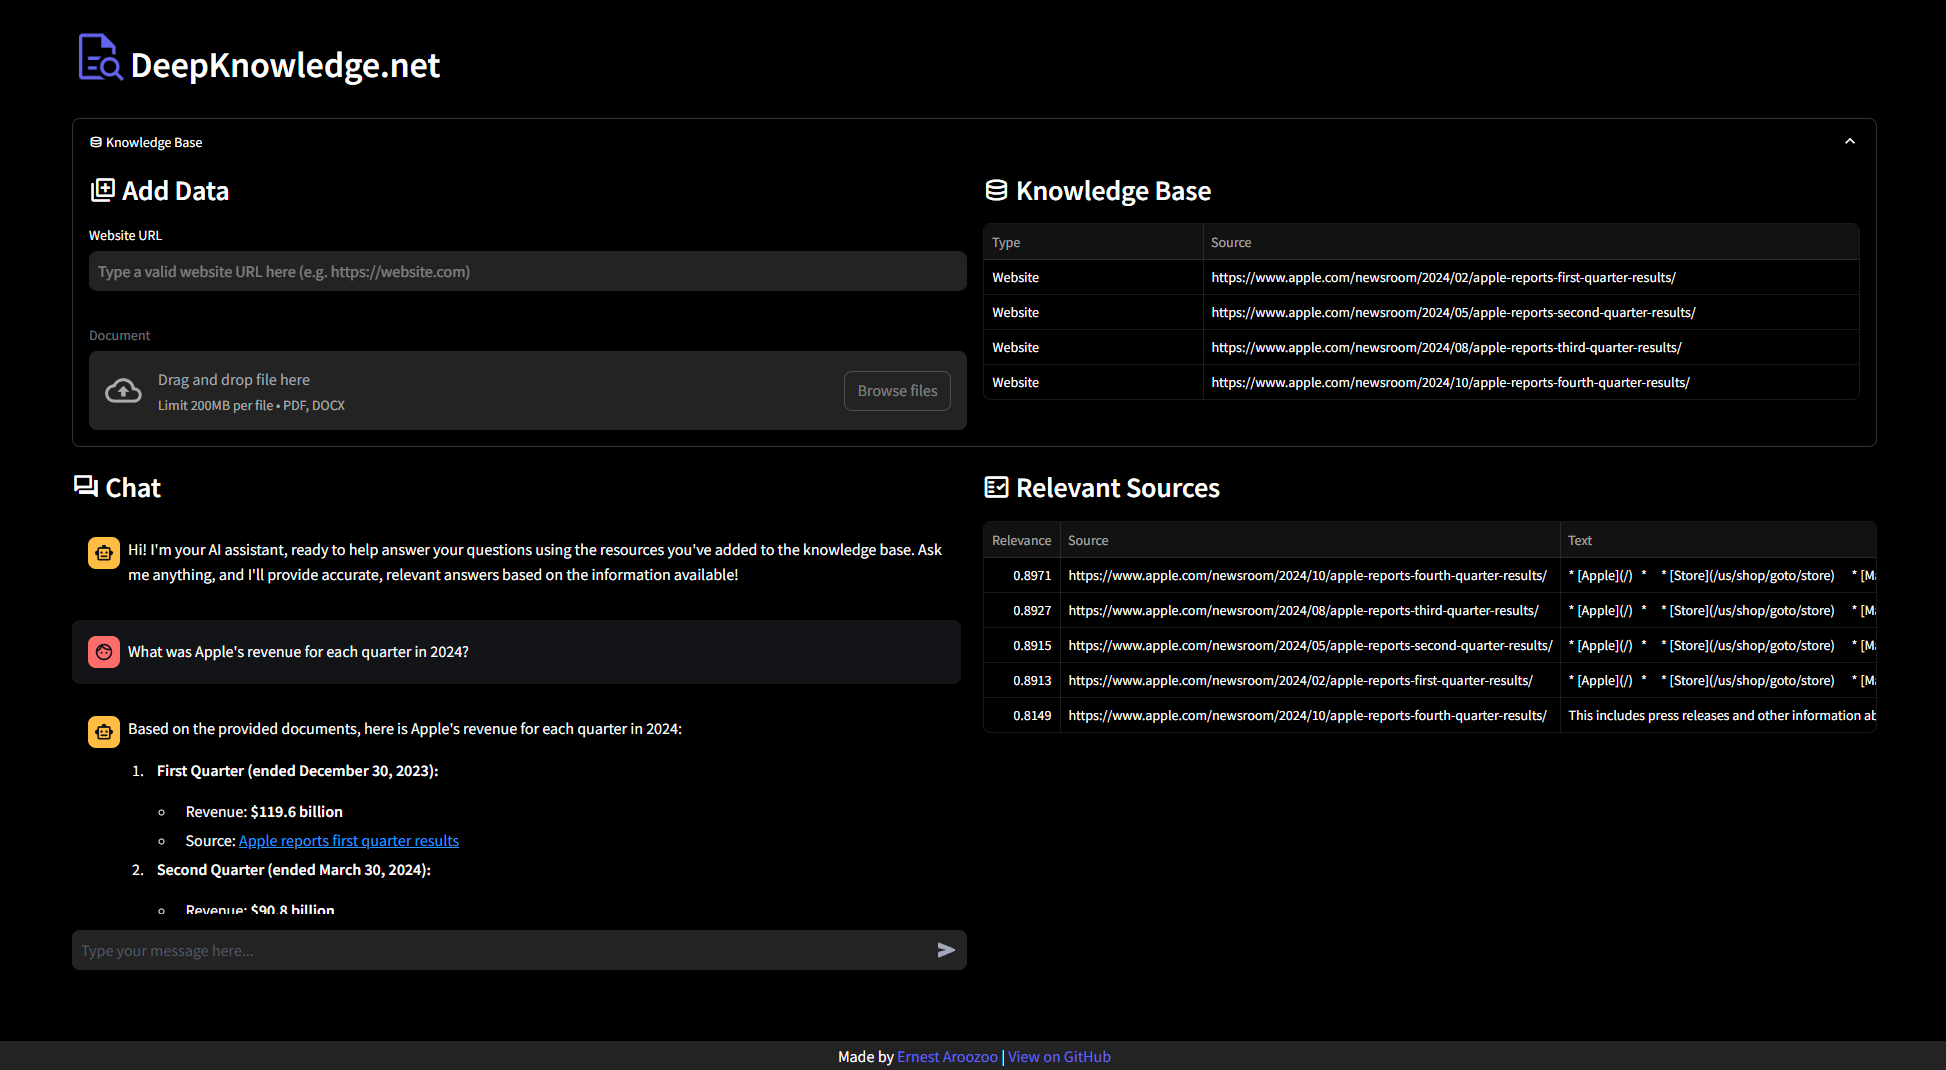 DeepKnowledge.net
Knowledge Base
Add Data
Website URL
Type a valid website URL here (e.g. https://website.com)
Document
Drag and drop file here
Limit 200MB per file • PDF, DOCX
Browse files
Knowledge Base
Type Source
Website https://www.apple.com/newsroom/2024/02/apple-reports-first-quarter-results/
Website https://www.apple.com/newsroom/2024/05/apple-reports-second-quarter-results/
Website https://www.apple.com/newsroom/2024/08/apple-reports-third-quarter-results/
Website https://www.apple.com/newsroom/2024/10/apple-reports-fourth-quarter-results/
Chat
Hi! I'm your AI assistant, ready to help answer your questions using the resources you've added to the knowledge base. Ask
me anything, and I'll provide accurate, relevant answers based on the information available!
What was Apple's revenue for each quarter in 2024?
Based on the provided documents, here is Apple's revenue for each quarter in 2024:
1. First Quarter (ended December 30, 2023):
Revenue: $119.6 billion
Source: Apple reports first quarter results
2. Second Quarter (ended March 30, 2024):
Revenue: $90.8 billion
Type your message here...
Relevant Sources
Relevance Source Text
0.8971 https://www.apple.com/newsroom/2024/10/apple-reports-fourth-quarter-results/ * [Apple](/) * * [Store](/us/shop/goto/store) * [Ma
0.8927 https://www.apple.com/newsroom/2024/08/apple-reports-third-quarter-results/ * [Apple](/) * * [Store](/us/shop/goto/store) * [Ma
0.8915 https://www.apple.com/newsroom/2024/05/apple-reports-second-quarter-results/ * [Apple](/) * * [Store](/us/shop/goto/store) * [Ma
0.8913 https://www.apple.com/newsroom/2024/02/apple-reports-first-quarter-results/ * [Apple](/) * * [Store](/us/shop/goto/store) * [Ma
0.8149 https://www.apple.com/newsroom/2024/10/apple-reports-fourth-quarter-results/ This includes press releases and other information ab
Made by Ernest Aroozoo | View on GitHub